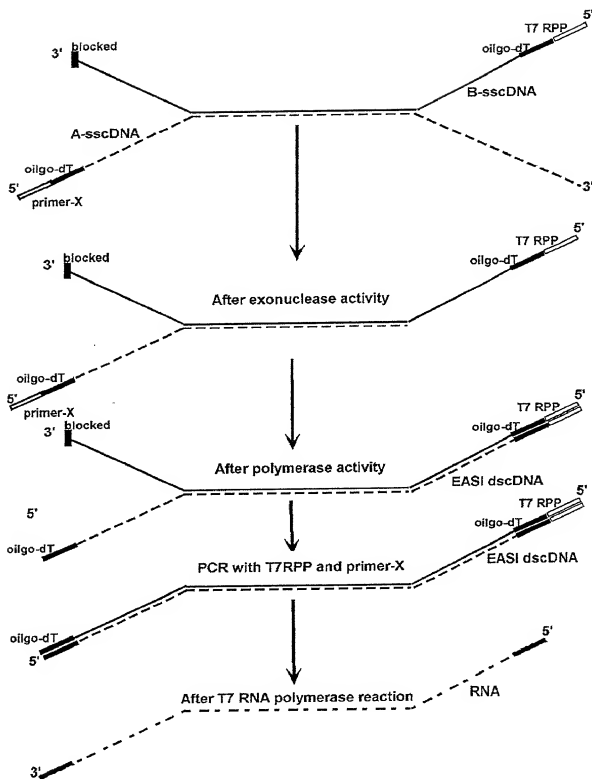 5'
T7 RPP
oilgo-dT
blocked
3'
B-sscDNA
A-sscDNA
oilgo-dT
5'
primer-X
3'
5'
T7 RPP
oilgo-dT
blocked
3'
After exonuclease activity
oilgo-dT
5'
primer-X
5'
T7 RPP
oilgo-dT
blocked
3'
After polymerase activity
EASI dscDNA
5'
oilgo-dT
5'
T7 RPP
oilgo-dT
EASI dscDNA
PCR with T7RPP and primer-X
oilgo-dT
5'
5'
RNA
After T7 RNA polymerase reaction
3'